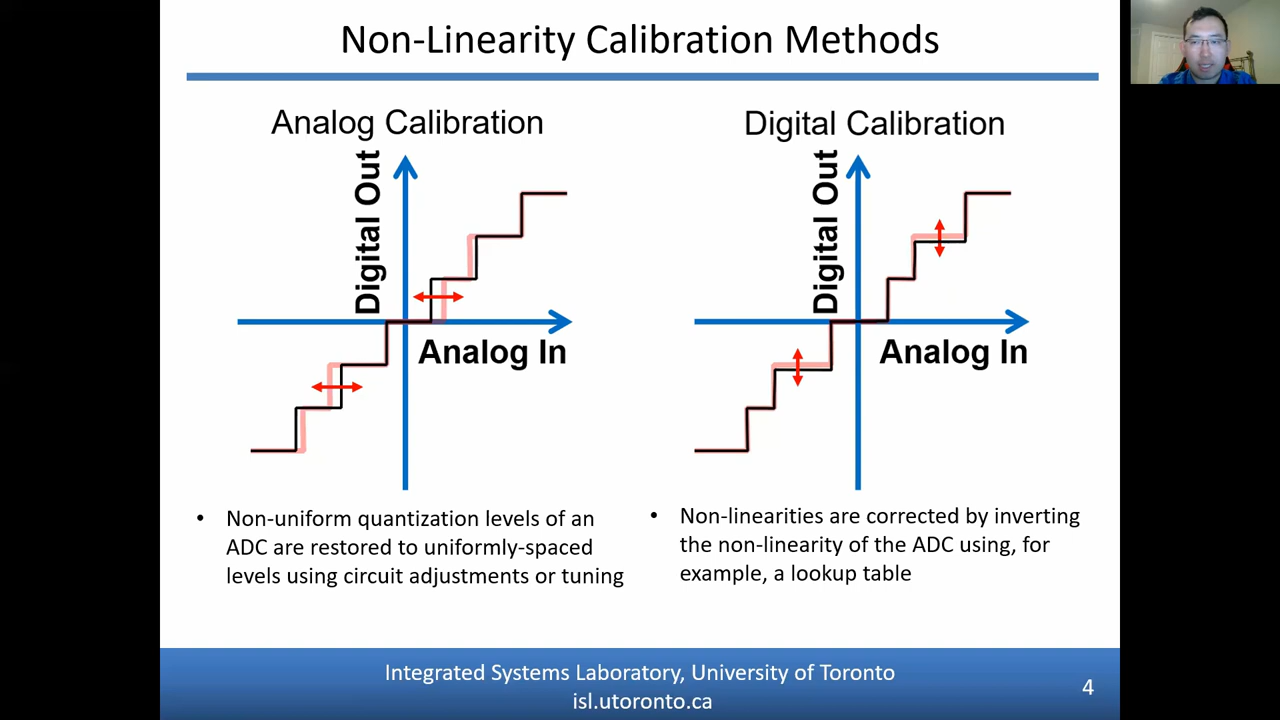 Non-Linearity Calibration Methods
Analog Calibration
Digital Out
Analog In
• Non-uniform quantization levels of an
ADC are restored to uniformly-spaced
levels using circuit adjustments or tuning
Digital Calibration
Digital Out
Analog In
• Non-linearities are corrected by inverting
the non-linearity of the ADC using, for
example, a lookup table
Integrated Systems Laboratory, University of Toronto
isl.utoronto.ca
4